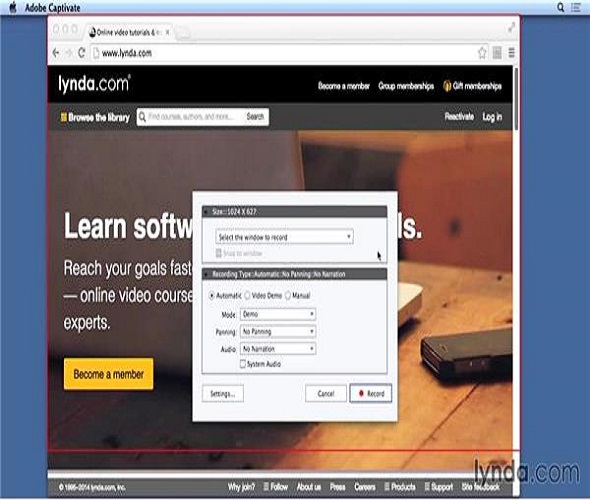 Adobe Captivate
Online video tutorials &
www.lynda.com
lynda.com
Become a member Group memberships Gift memberships
Browse the library Find courses, authors, and more... Search Reactivate Log in
Learn softw
ls.
Reach your goals fast
— online video course
experts.
Become a member
Size::1024 X 627
Select the window to record
Snap to window
Recording Type::Automatic::No Panning::No Narration
Automatic Video Demo Manual
Mode: Demo
Panning: No Panning
Audio: No Narration
System Audio
Settings... Cancel Record
© 1995-2014 lynda.com, inc. Why join? Follow About us Press Careers Products Support Site feedback
lynda.com